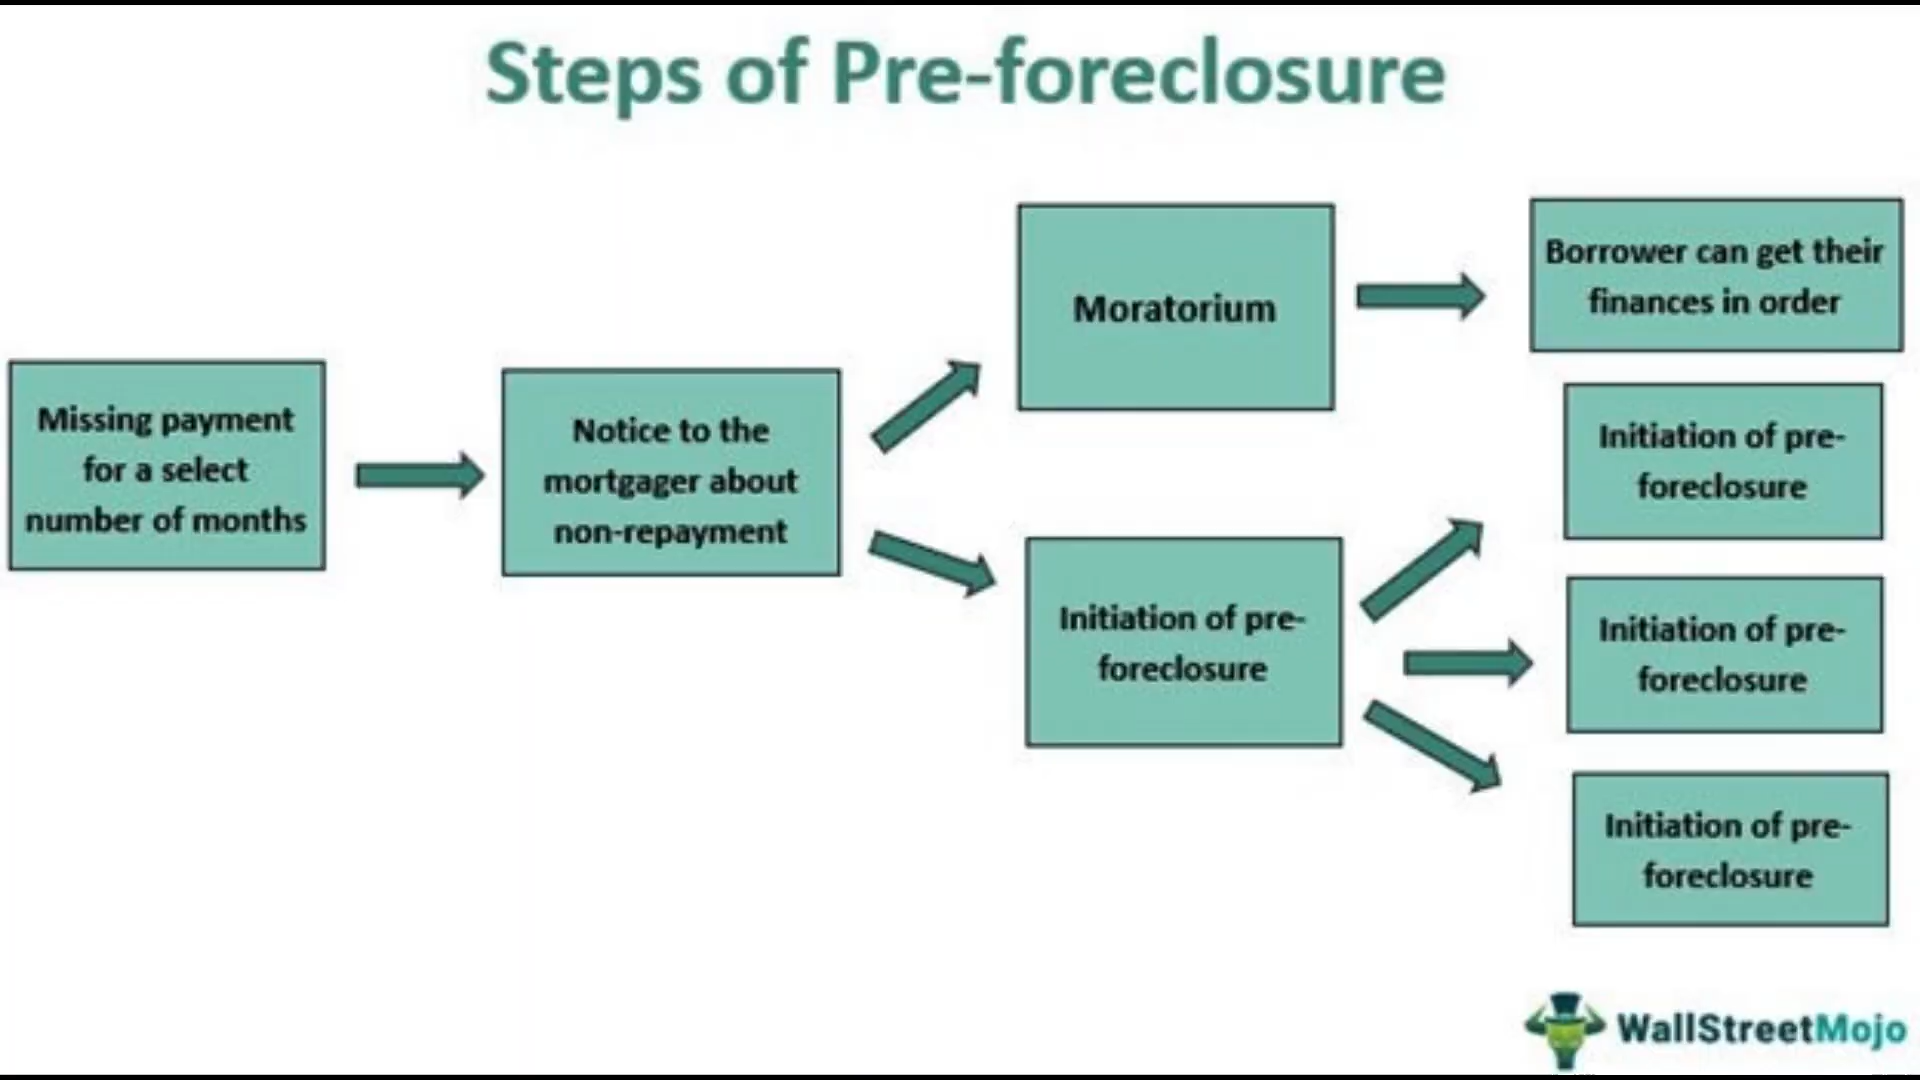 Steps of Pre-foreclosure
Missing payment
for a select
number of months
Notice to the
mortgager about
non-repayment
Moratorium
Borrower can get their
finances in order
Initiation of pre-
foreclosure
Initiation of pre-
foreclosure
Initiation of pre-
foreclosure
Initiation of pre-
foreclosure
WallStreetMojo